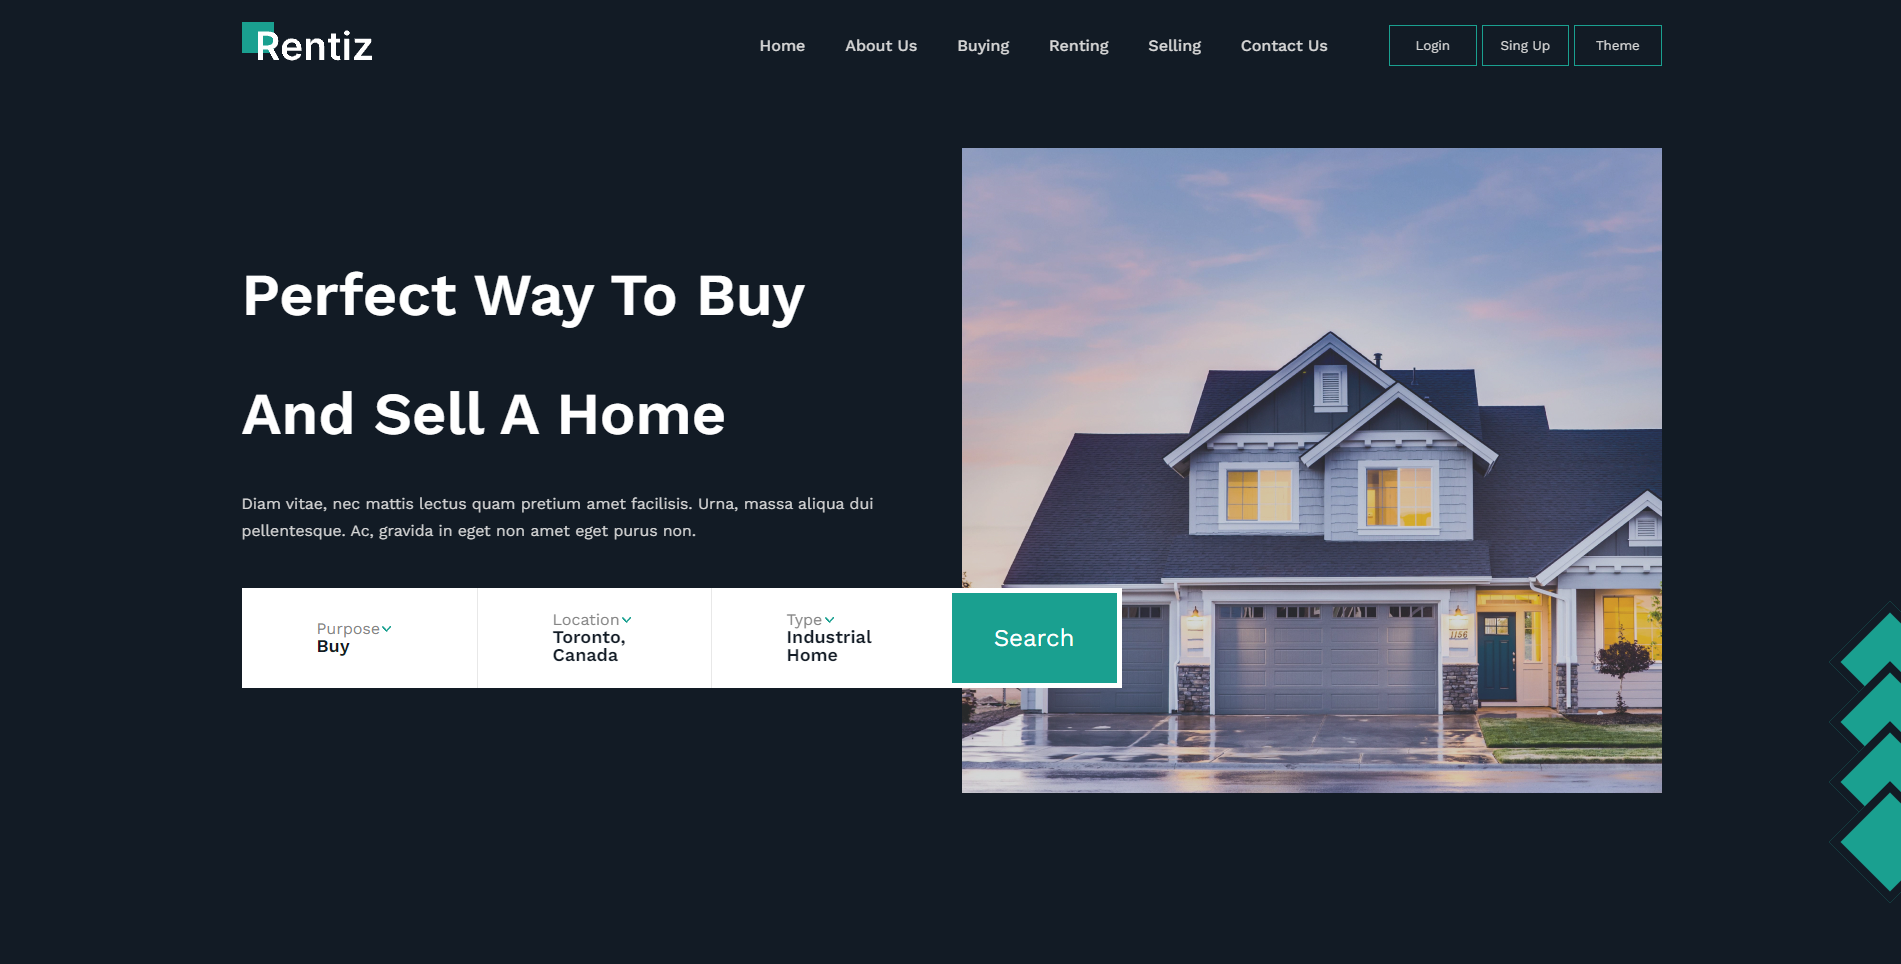 Rentiz
Home About Us Buying Renting Selling Contact Us Login Sing Up Theme
Perfect Way To Buy
And Sell A Home
Diam vitae, nec mattis lectus quam pretium amet facilisis. Urna, massa aliqua dui
pellentesque. Ac, gravida in eget non amet eget purus non.
Purpose
Buy
Location
Toronto,
Canada
Type
Industrial
Home
Search
1156